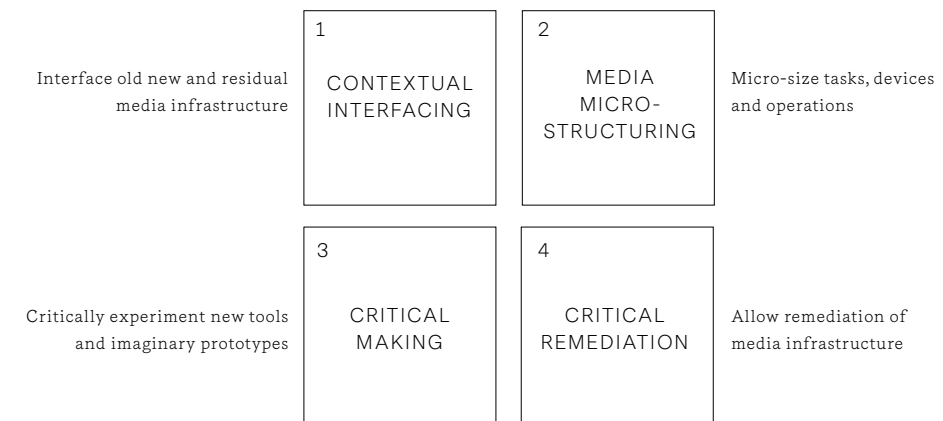 1
CONTEXTUAL
INTERFACING
Interface old new and residual
media infrastructure
2
MEDIA
MICRO-
STRUCTURING
Micro-size tasks, devices
and operations
3
CRITICAL
MAKING
Critically experiment new tools
and imaginary prototypes
4
CRITICAL
REMEDIATION
Allow remediation of
media infrastructure